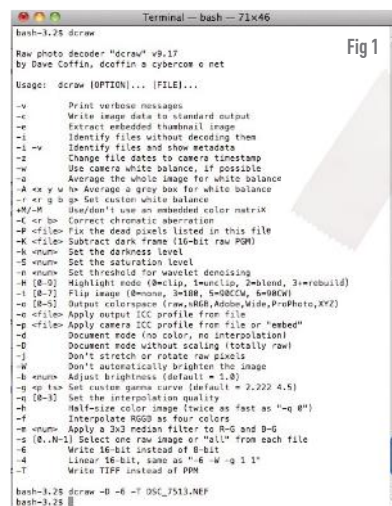 Terminal — bash — 71×46
Fig 1
bash-3.2$ dcraw
Raw photo decoder "dcraw" v9.17
by Dave Coffin, dcoffin a cybercom o net
Usage:  dcraw [OPTION]... [FILE]...
-v        Print verbose messages
-c        Write image data to standard output
-e        Extract embedded thumbnail image
-i        Identify files without decoding them
-i -v     Identify files and show metadata
-z        Change file dates to camera timestamp
-w        Use camera white balance, if possible
-a        Average the whole image for white balance
-A <x y w h> Average a grey box for white balance
-r <r g b g> Set custom white balance
+M/-M     Use/don't use an embedded color matrix
-C <r b>  Correct chromatic aberration
-P <file> Fix the dead pixels listed in this file
-K <file> Subtract dark frame (16-bit raw PGM)
-k <num>  Set the darkness level
-S <num>  Set the saturation level
-n <num>  Set threshold for wavelet denoising
-H [0-9]  Highlight mode (0=clip, 1=unclip, 2=blend, 3+=rebuild)
-t [0-7]  Flip image (0=none, 3=180, 5=90CCW, 6=90CW)
-o [0-5]  Output colorspace (raw,sRGB,Adobe,Wide,ProPhoto,XYZ)
-o <file> Apply output ICC profile from file
-p <file> Apply camera ICC profile from file or "embed"
-d        Document mode (no color, no interpolation)
-D        Document mode without scaling (totally raw)
-j        Don't stretch or rotate raw pixels
-W        Don't automatically brighten the image
-b <num>  Adjust brightness (default = 1.0)
-g <p ts> Set custom gamma curve (default = 2.222 4.5)
-q [0-3]  Set the interpolation quality
-h        Half-size color image (twice as fast as "-q 0")
-f        Interpolate RGGB as four colors
-m <num>  Apply a 3x3 median filter to R-G and B-G
-s [0..N-1] Select one raw image or "all" from each file
-6        Write 16-bit instead of 8-bit
-4        Linear 16-bit, same as "-6 -W -g 1 1"
-T        Write TIFF instead of PPM
bash-3.2$ dcraw -D -6 -T DSC_7513.NEF
bash-3.2$